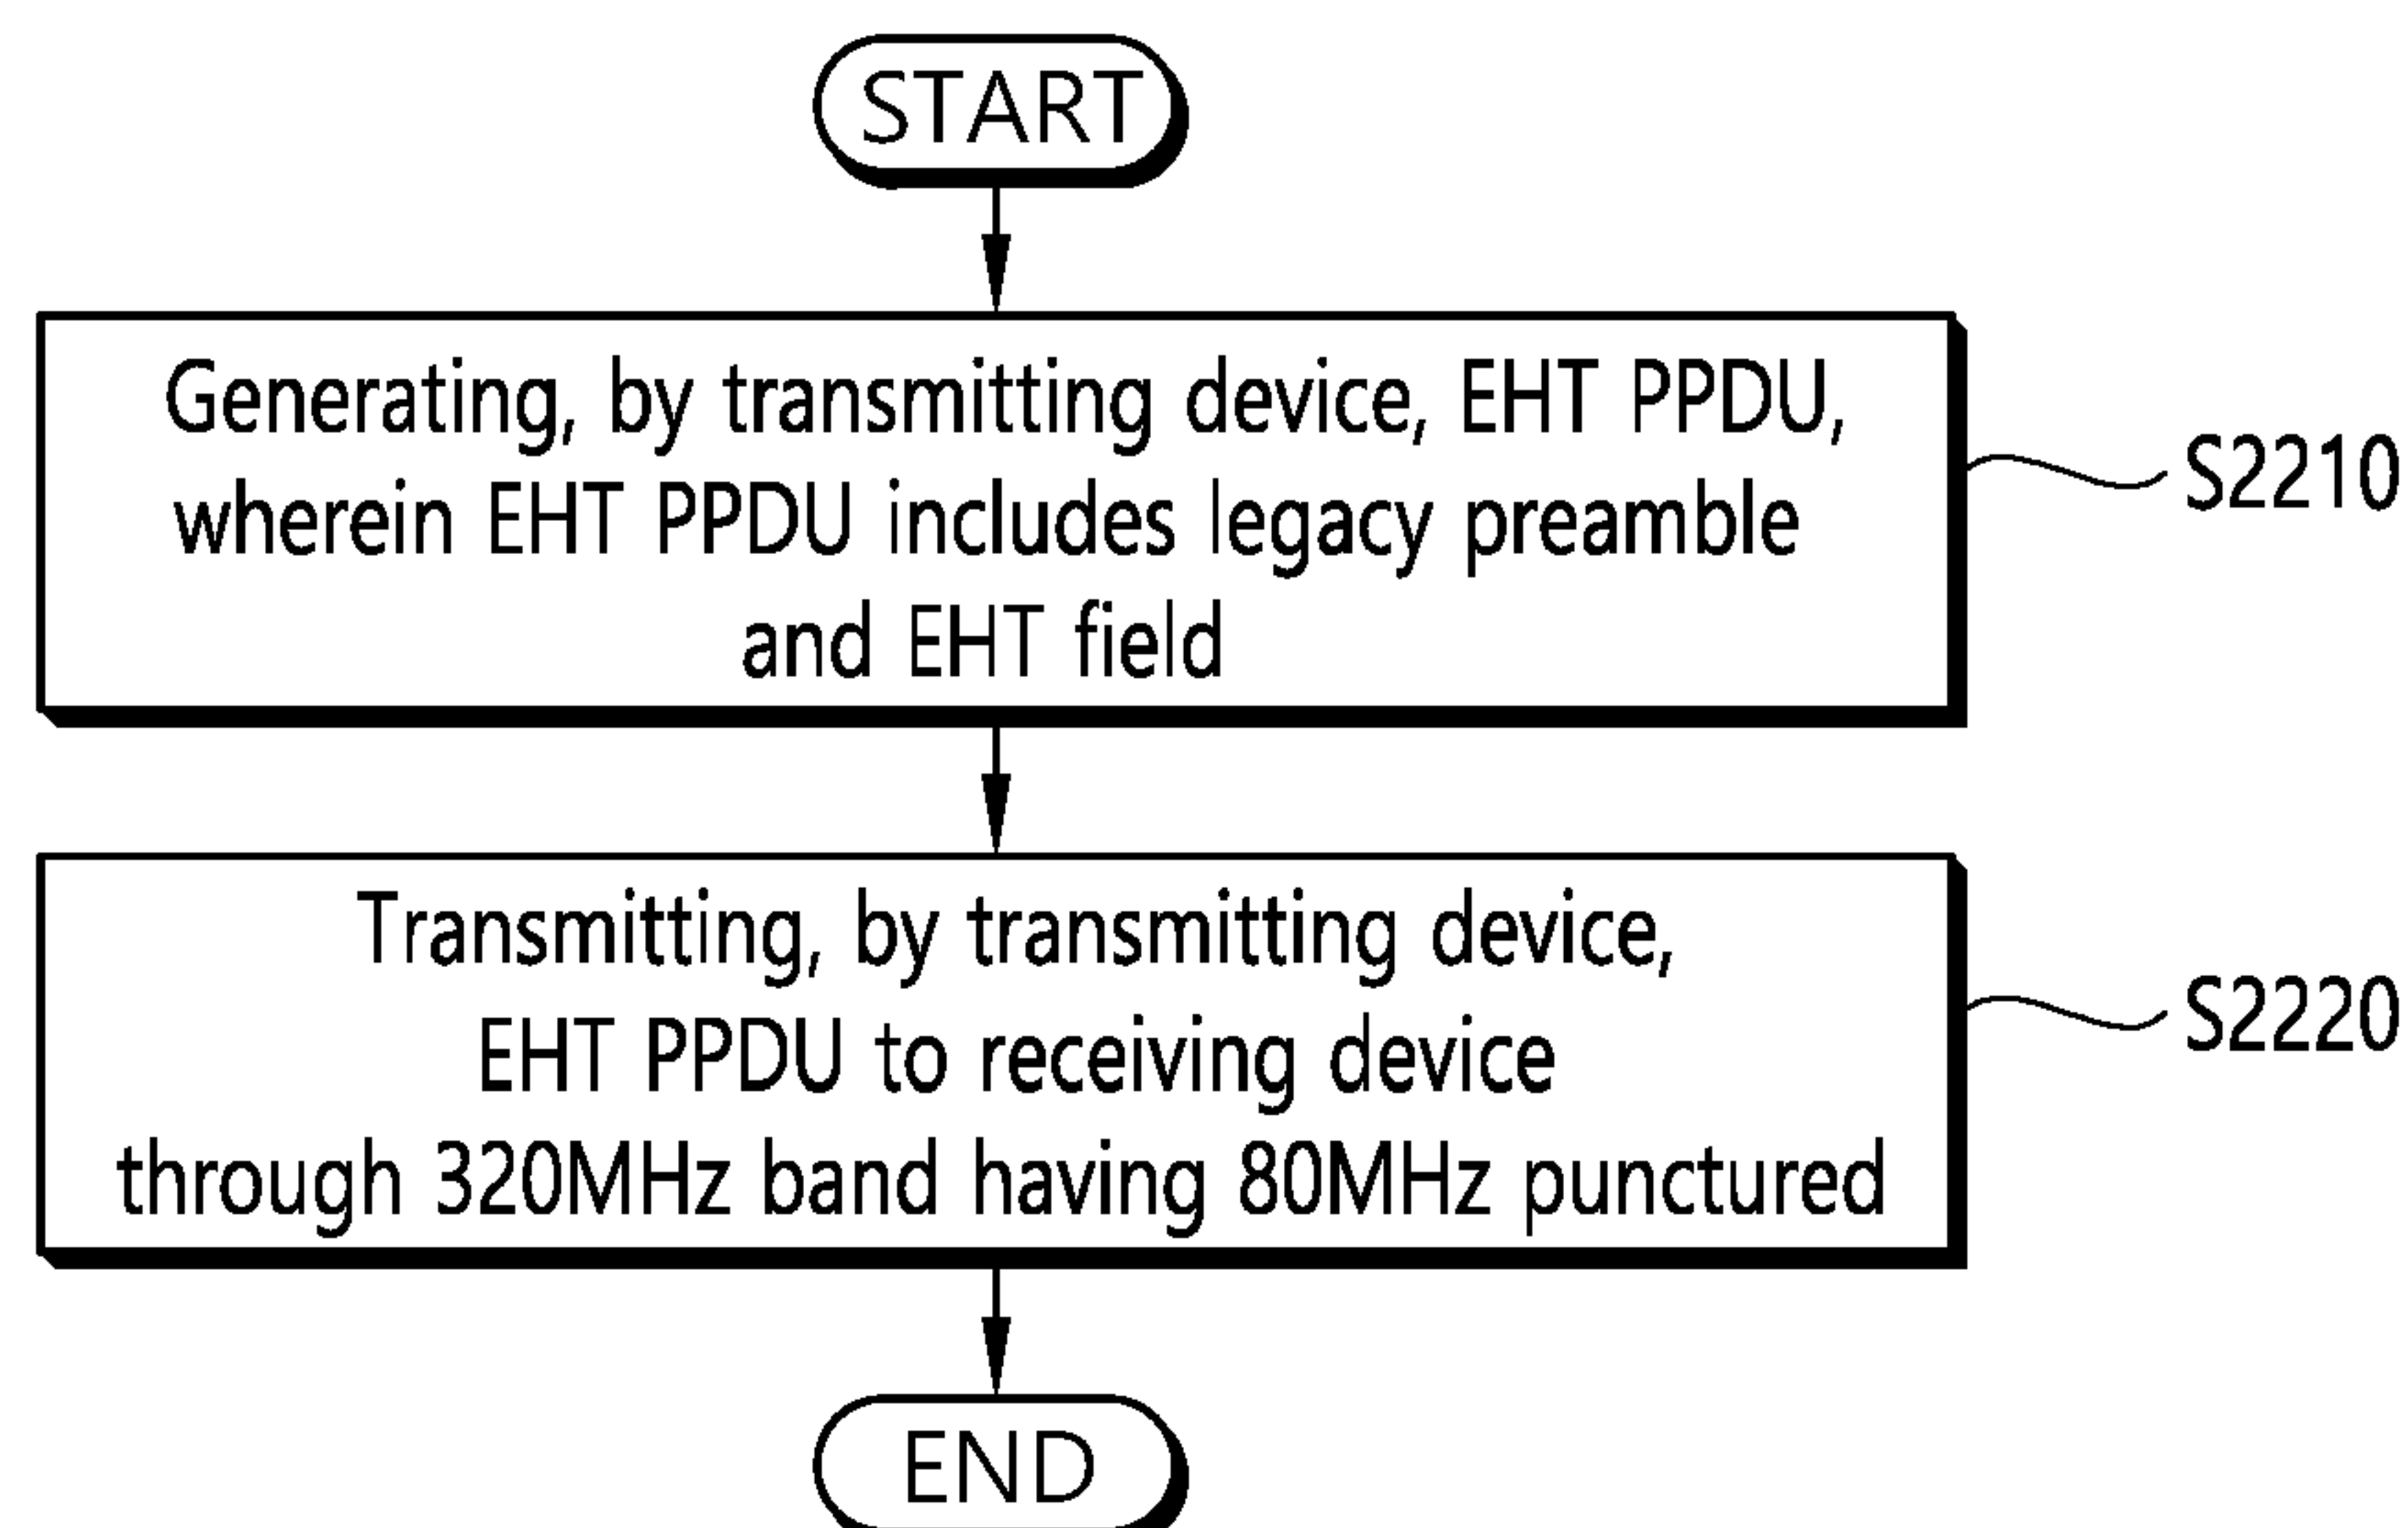 START
Generating, by transmitting device, EHT PPDU,
wherein EHT PPDU includes legacy preamble
and EHT field
S2210
Transmitting, by transmitting device,
EHT PPDU to receiving device
through 320MHz band having 80MHz punctured
S2220
END